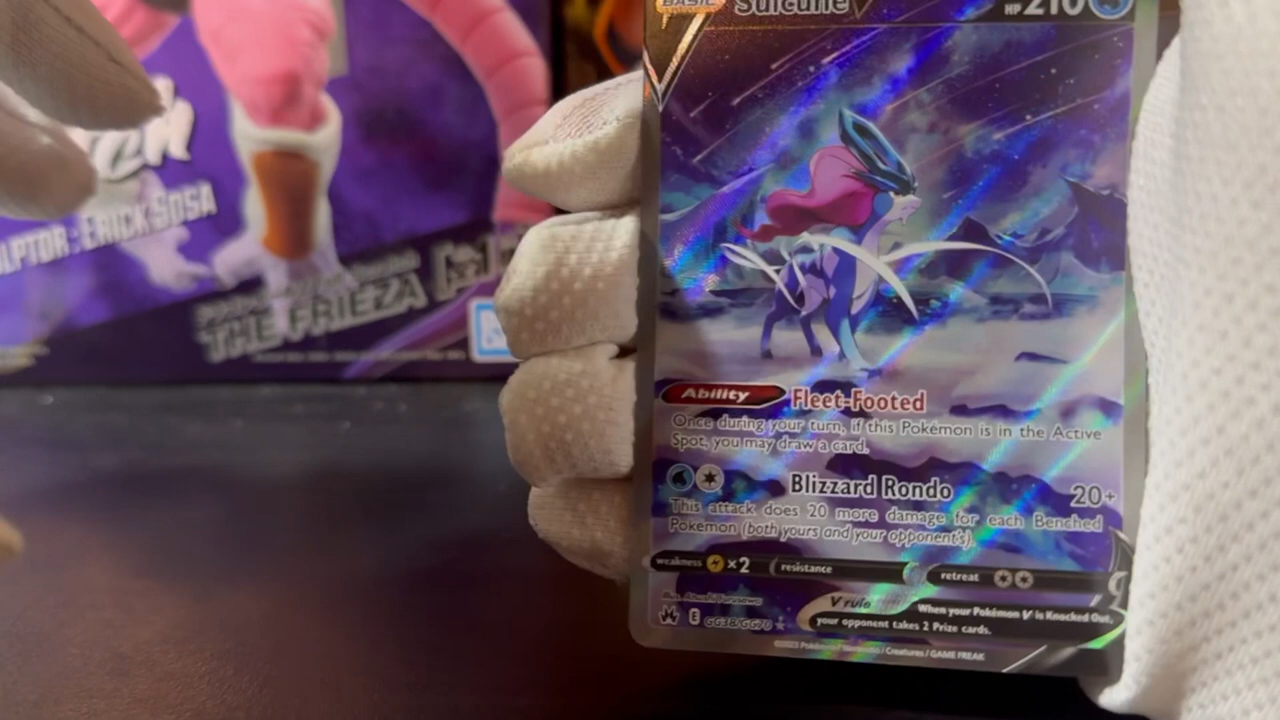 SCULPTOR : ERICK SOSA
THE FRIEZA
BASIC
Suicune V
HP 210
Ability Fleet-Footed
Once during your turn, if this Pokémon is in the Active
Spot, you may draw a card.
Blizzard Rondo 20+
This attack does 20 more damage for each Benched
Pokémon (both yours and your opponent's).
weakness ×2 resistance retreat
V rule When your Pokémon V is Knocked Out,
your opponent takes 2 Prize cards.
E GG38/GG70
©2023 Pokémon / Nintendo / Creatures / GAME FREAK